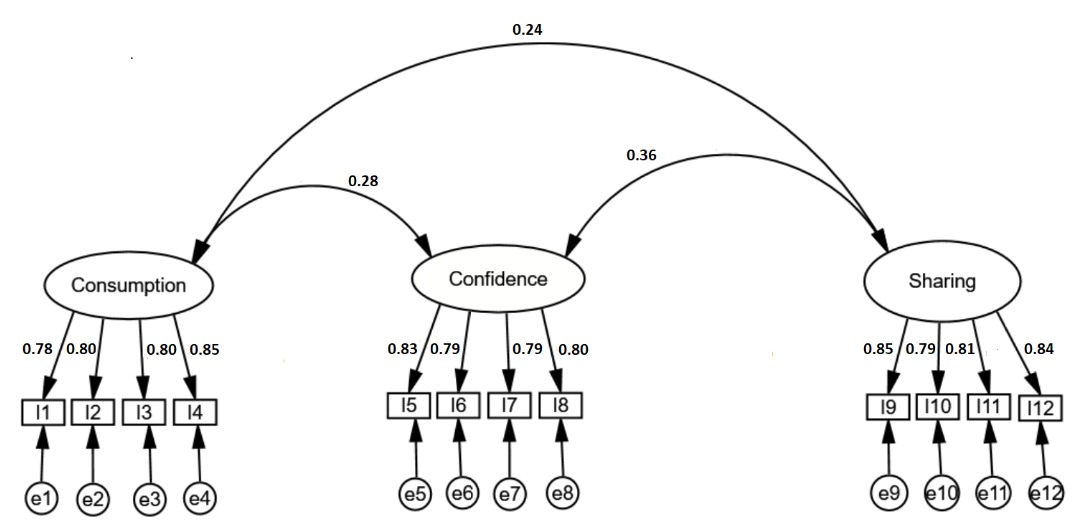 0.24
0.36
0.28
Consumption
Confidence
Sharing
0.78 0.80 0.80 0.85
0.83 0.79 0.79 0.80
0.85 0.79 0.81 0.84
I1 I2 I3 I4
I5 I6 I7 I8
I9 I10 I11 I12
e1 e2 e3 e4
e5 e6 e7 e8
e9 e10 e11 e12